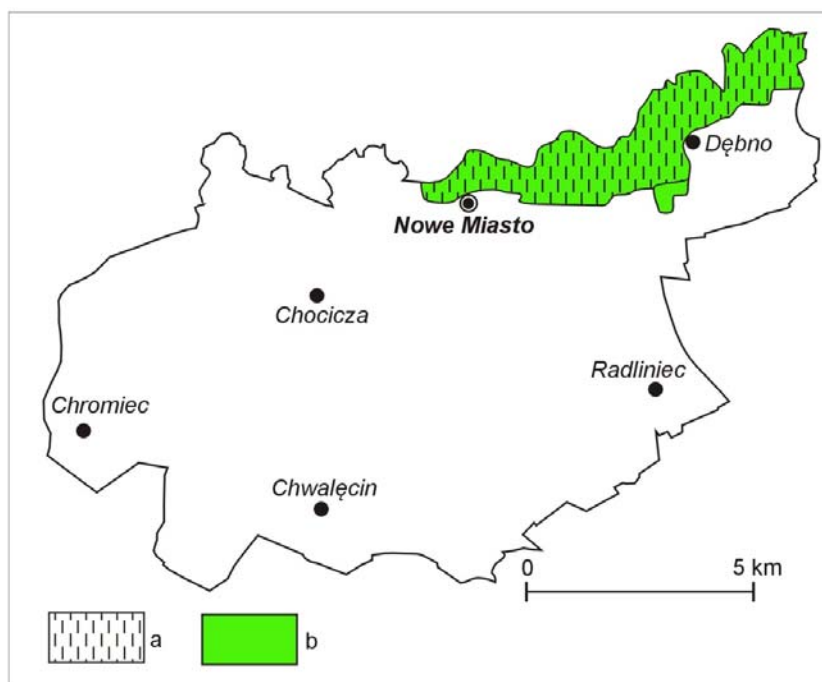 Dębno
Nowe Miasto
Chocicza
Radliniec
Chromiec
Chwalęcin
0 5 km
a b